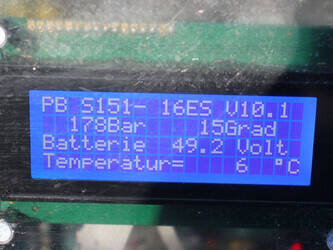 PB S151- 16ES V10.1
178Bar 15Grad
Batterie 49.2 Volt
Temperatur= 6 °C